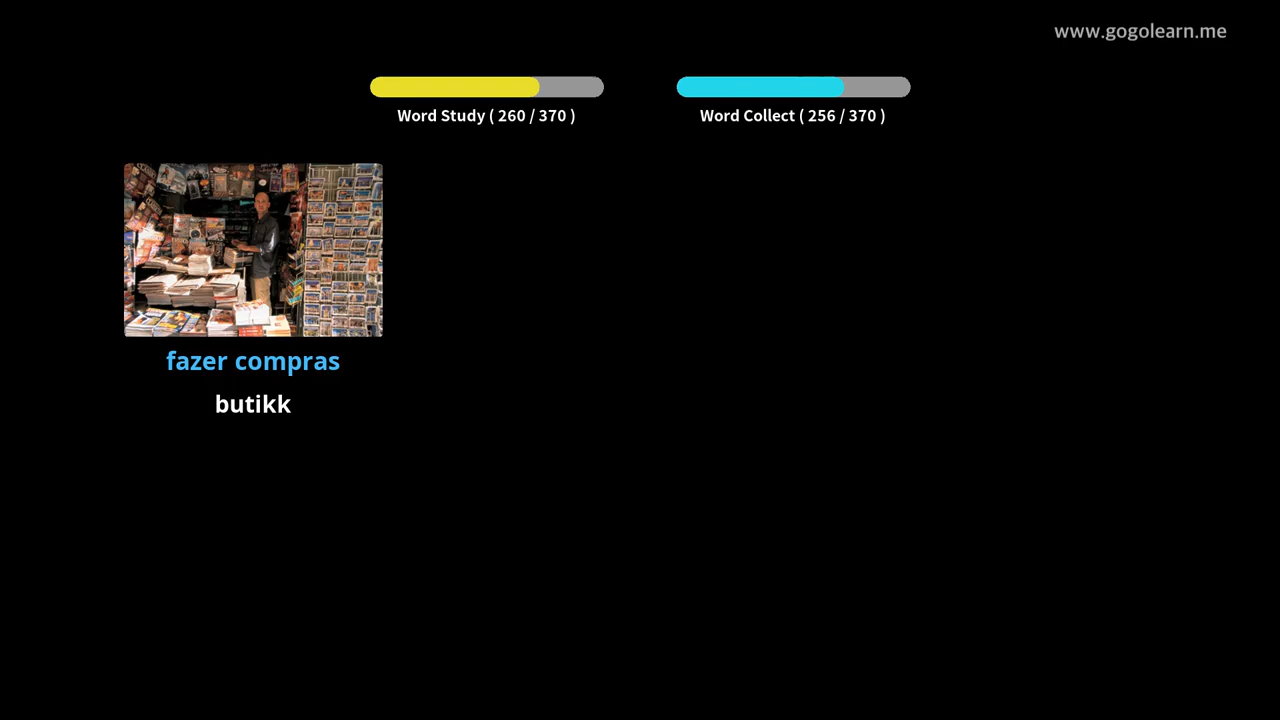 www.gogolearn.me
Word Study ( 260 / 370 )
Word Collect ( 256 / 370 )
fazer compras
butikk